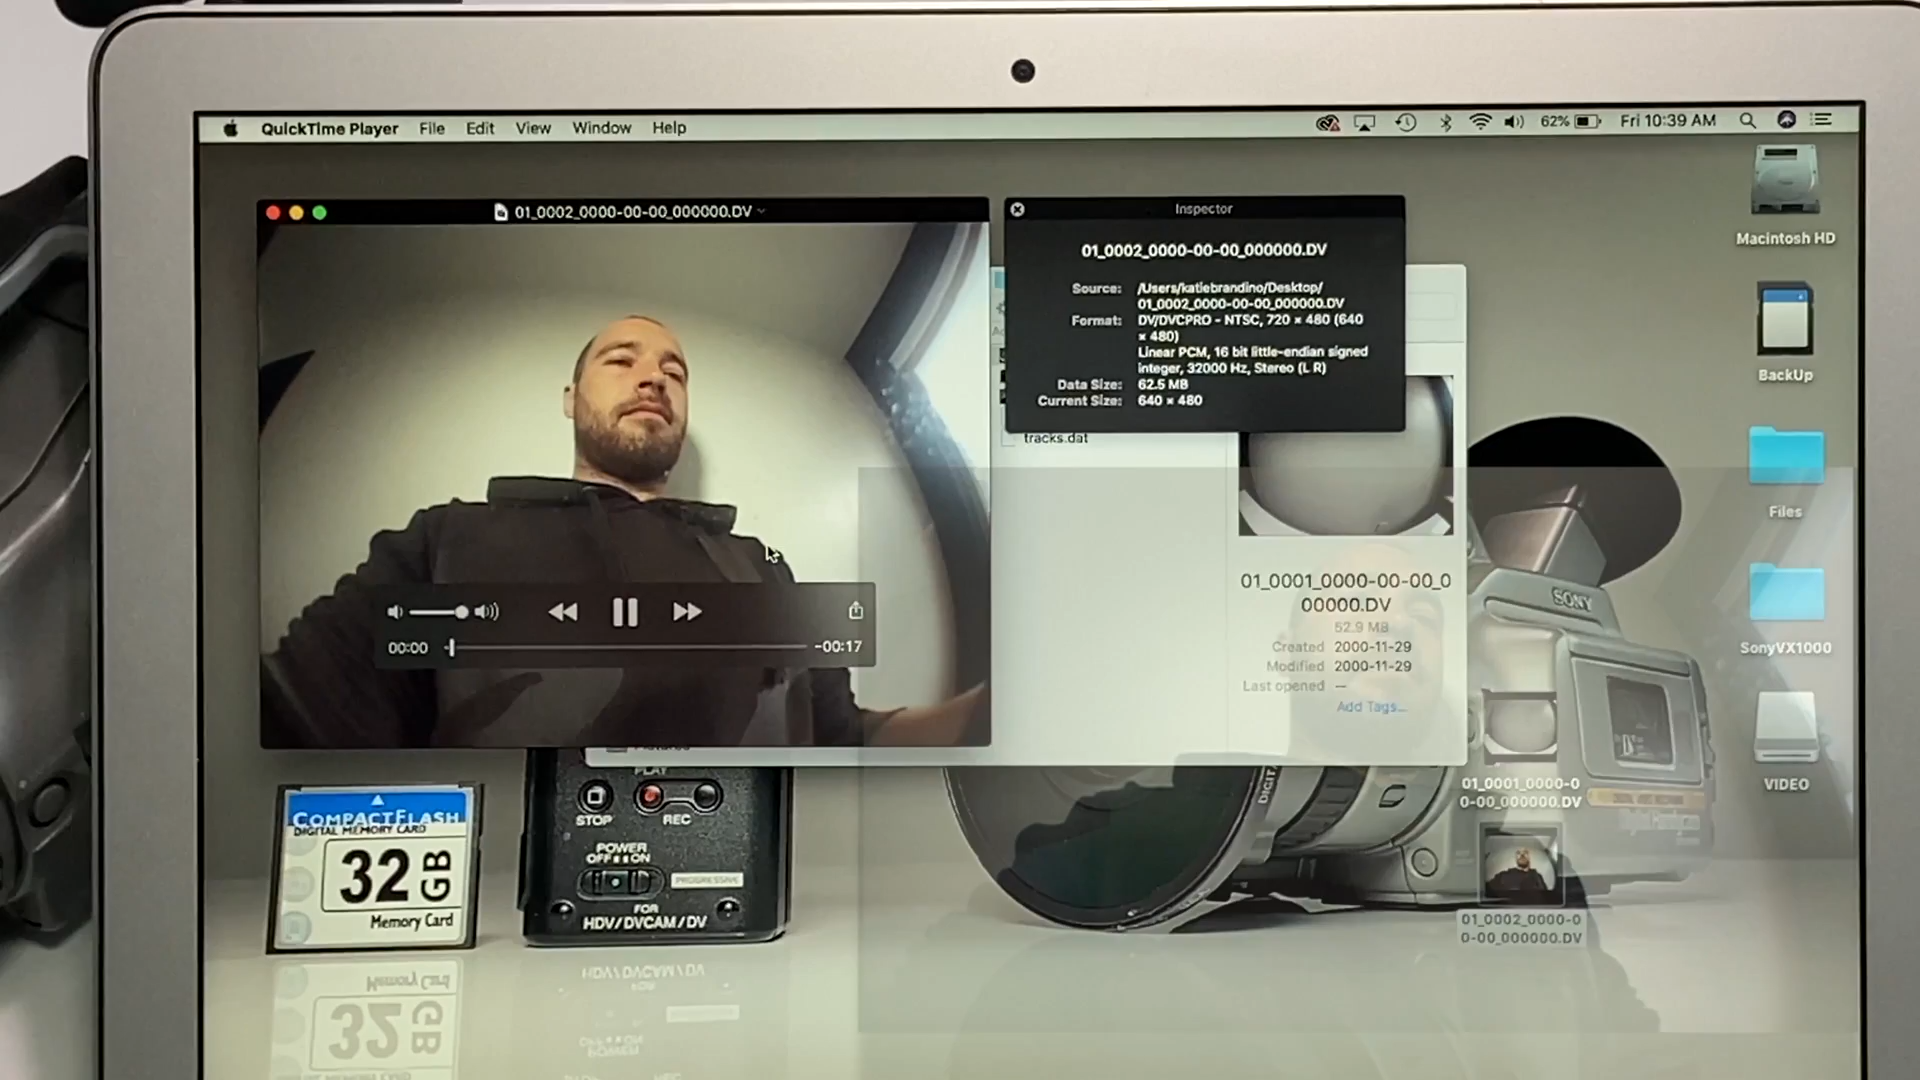 QuickTime Player File Edit View Window Help
62% Fri 10:39 AM
01_0002_0000-00-00_000000.DV
Inspector
01_0002_0000-00-00_000000.DV
Source: /Users/katiebrandino/Desktop/
01_0002_0000-00-00_000000.DV
Format: DV/DVCPRO - NTSC, 720 × 480 (640
× 480)
Linear PCM, 16 bit little-endian signed
integer, 32000 Hz, Stereo (L R)
Data Size: 62.5 MB
Current Size: 640 × 480
tracks.dat
01_0001_0000-00-00_0
00000.DV
52.9 MB
Created 2000-11-29
Modified 2000-11-29
Last opened --
Add Tags...
00:00
-00:17
Pictures
Macintosh HD
BackUp
Files
SonyVX1000
VIDEO
01_0001_0000-0
0-00_000000.DV
01_0002_0000-0
0-00_000000.DV
SONY
COMPACTFLASH
DIGITAL MEMORY CARD
32 GB
Memory Card
PLAY
STOP REC
POWER
OFF ON
PROGRESSIVE
FOR
HDV/DVCAM/DV